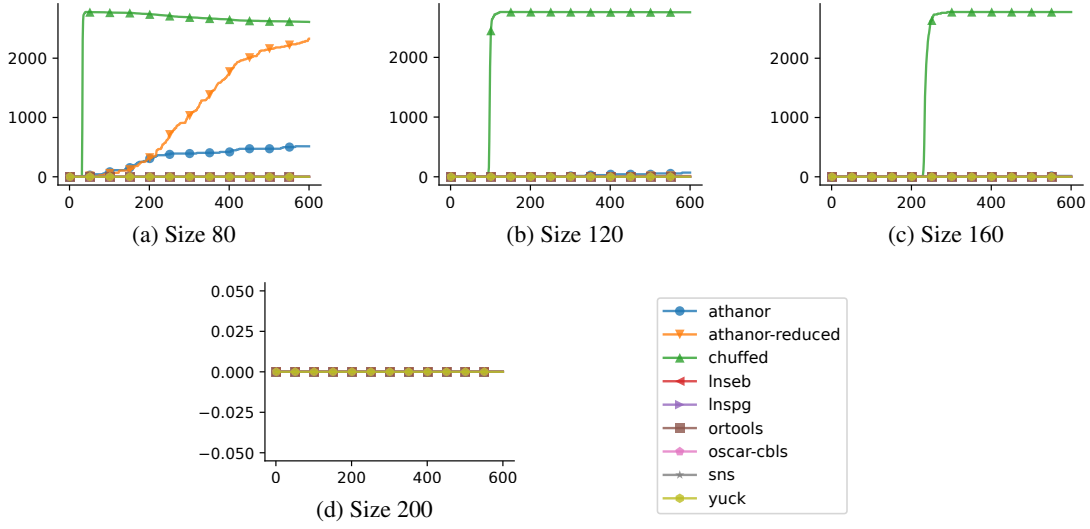 2000
1000
0
0 200 400 600
(a) Size 80
2000
1000
0
0 200 400 600
(b) Size 120
2000
1000
0
0 200 400 600
(c) Size 160
0.050
0.025
0.000
−0.025
−0.050
0 200 400 600
(d) Size 200
athanor
athanor-reduced
chuffed
lnseb
lnspg
ortools
oscar-cbls
sns
yuck